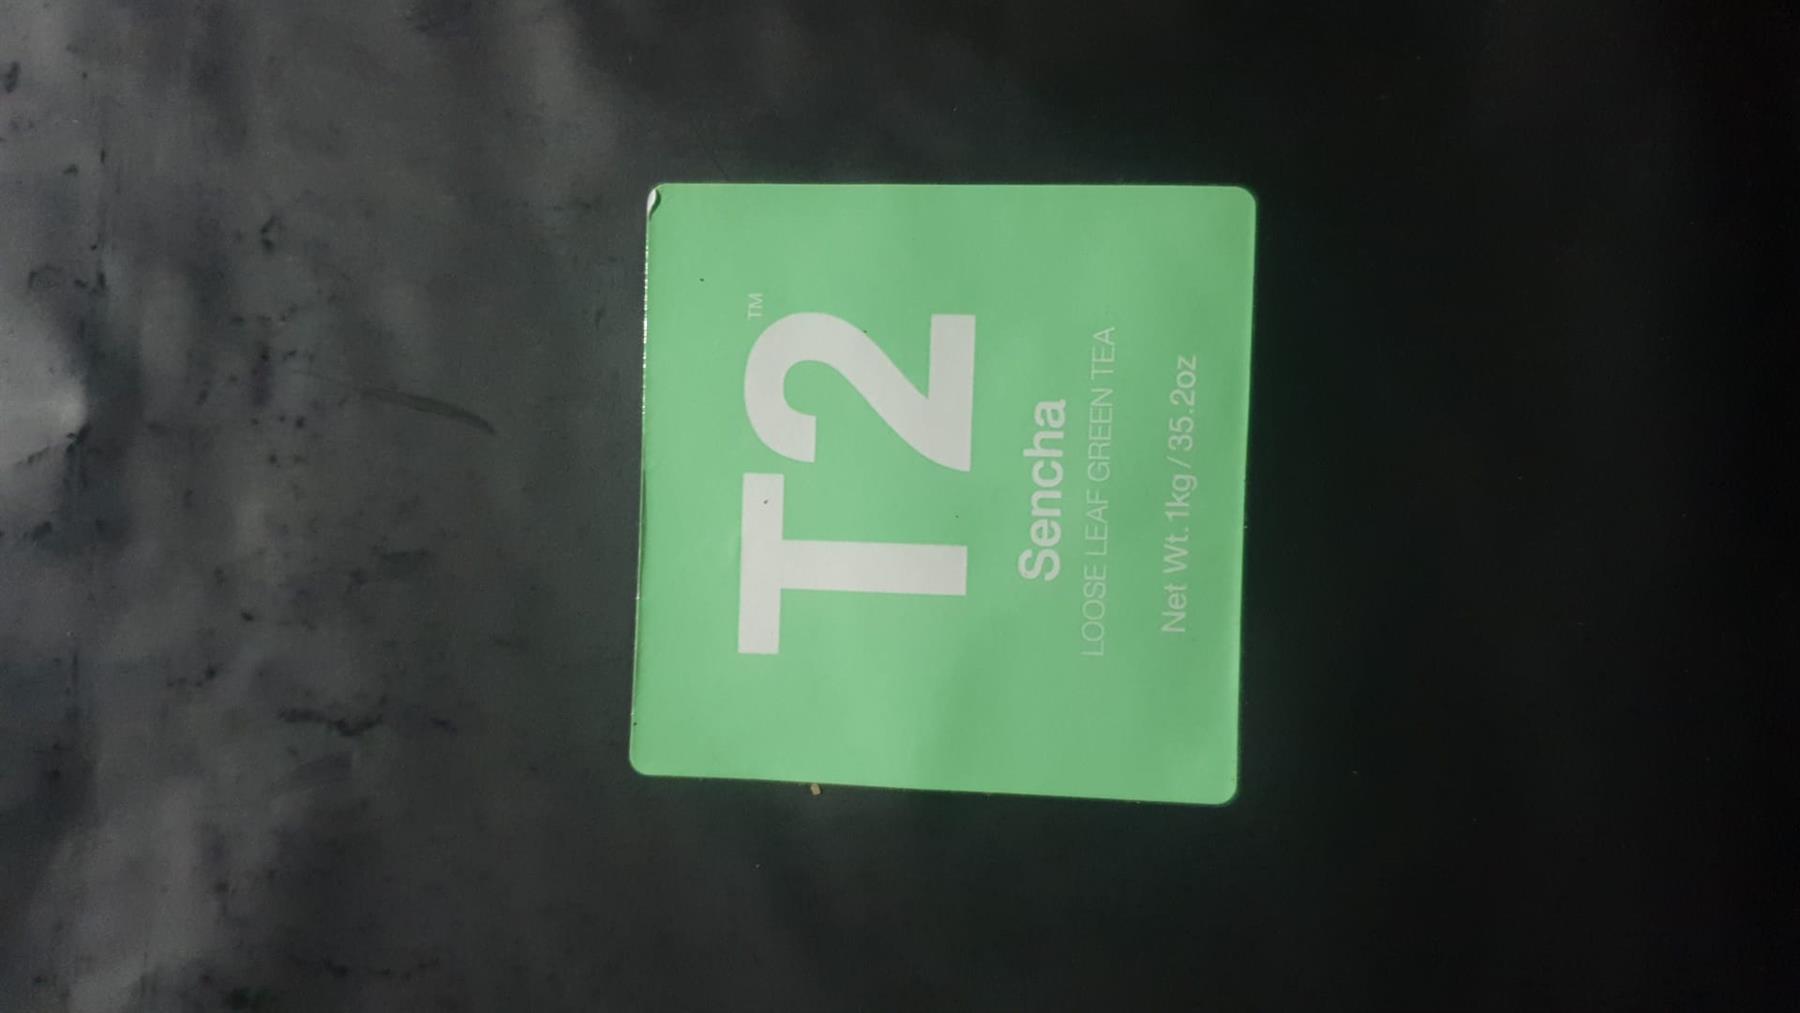 T2™
Sencha
LOOSE LEAF GREEN TEA
Net Wt. 1kg / 35.2oz